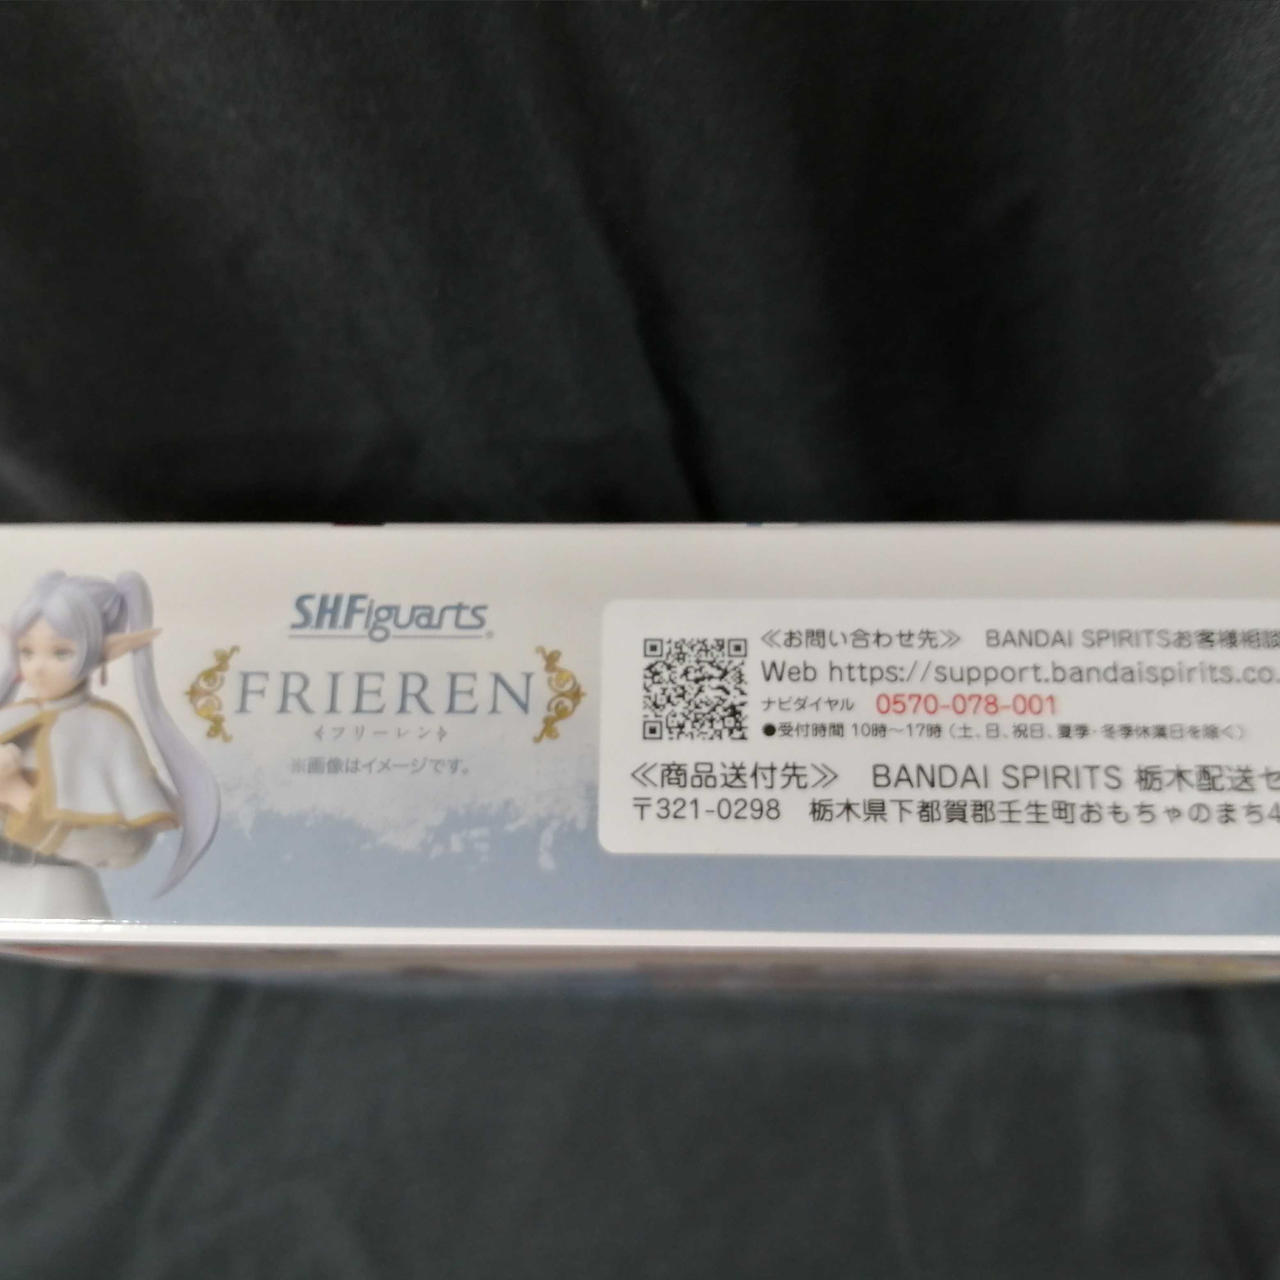 S.H.Figuarts
FRIEREN
フリーレン
※画像はイメージです。
≪お問い合わせ先≫ BANDAI SPIRITSお客様相談
Web https://support.bandaispirits.co.
ナビダイヤル 0570-078-001
●受付時間 10時〜17時（土、日、祝日、夏季・冬季休業日を除く）
≪商品送付先≫ BANDAI SPIRITS 栃木配送セ
〒321-0298 栃木県下都賀郡壬生町おもちゃのまち4